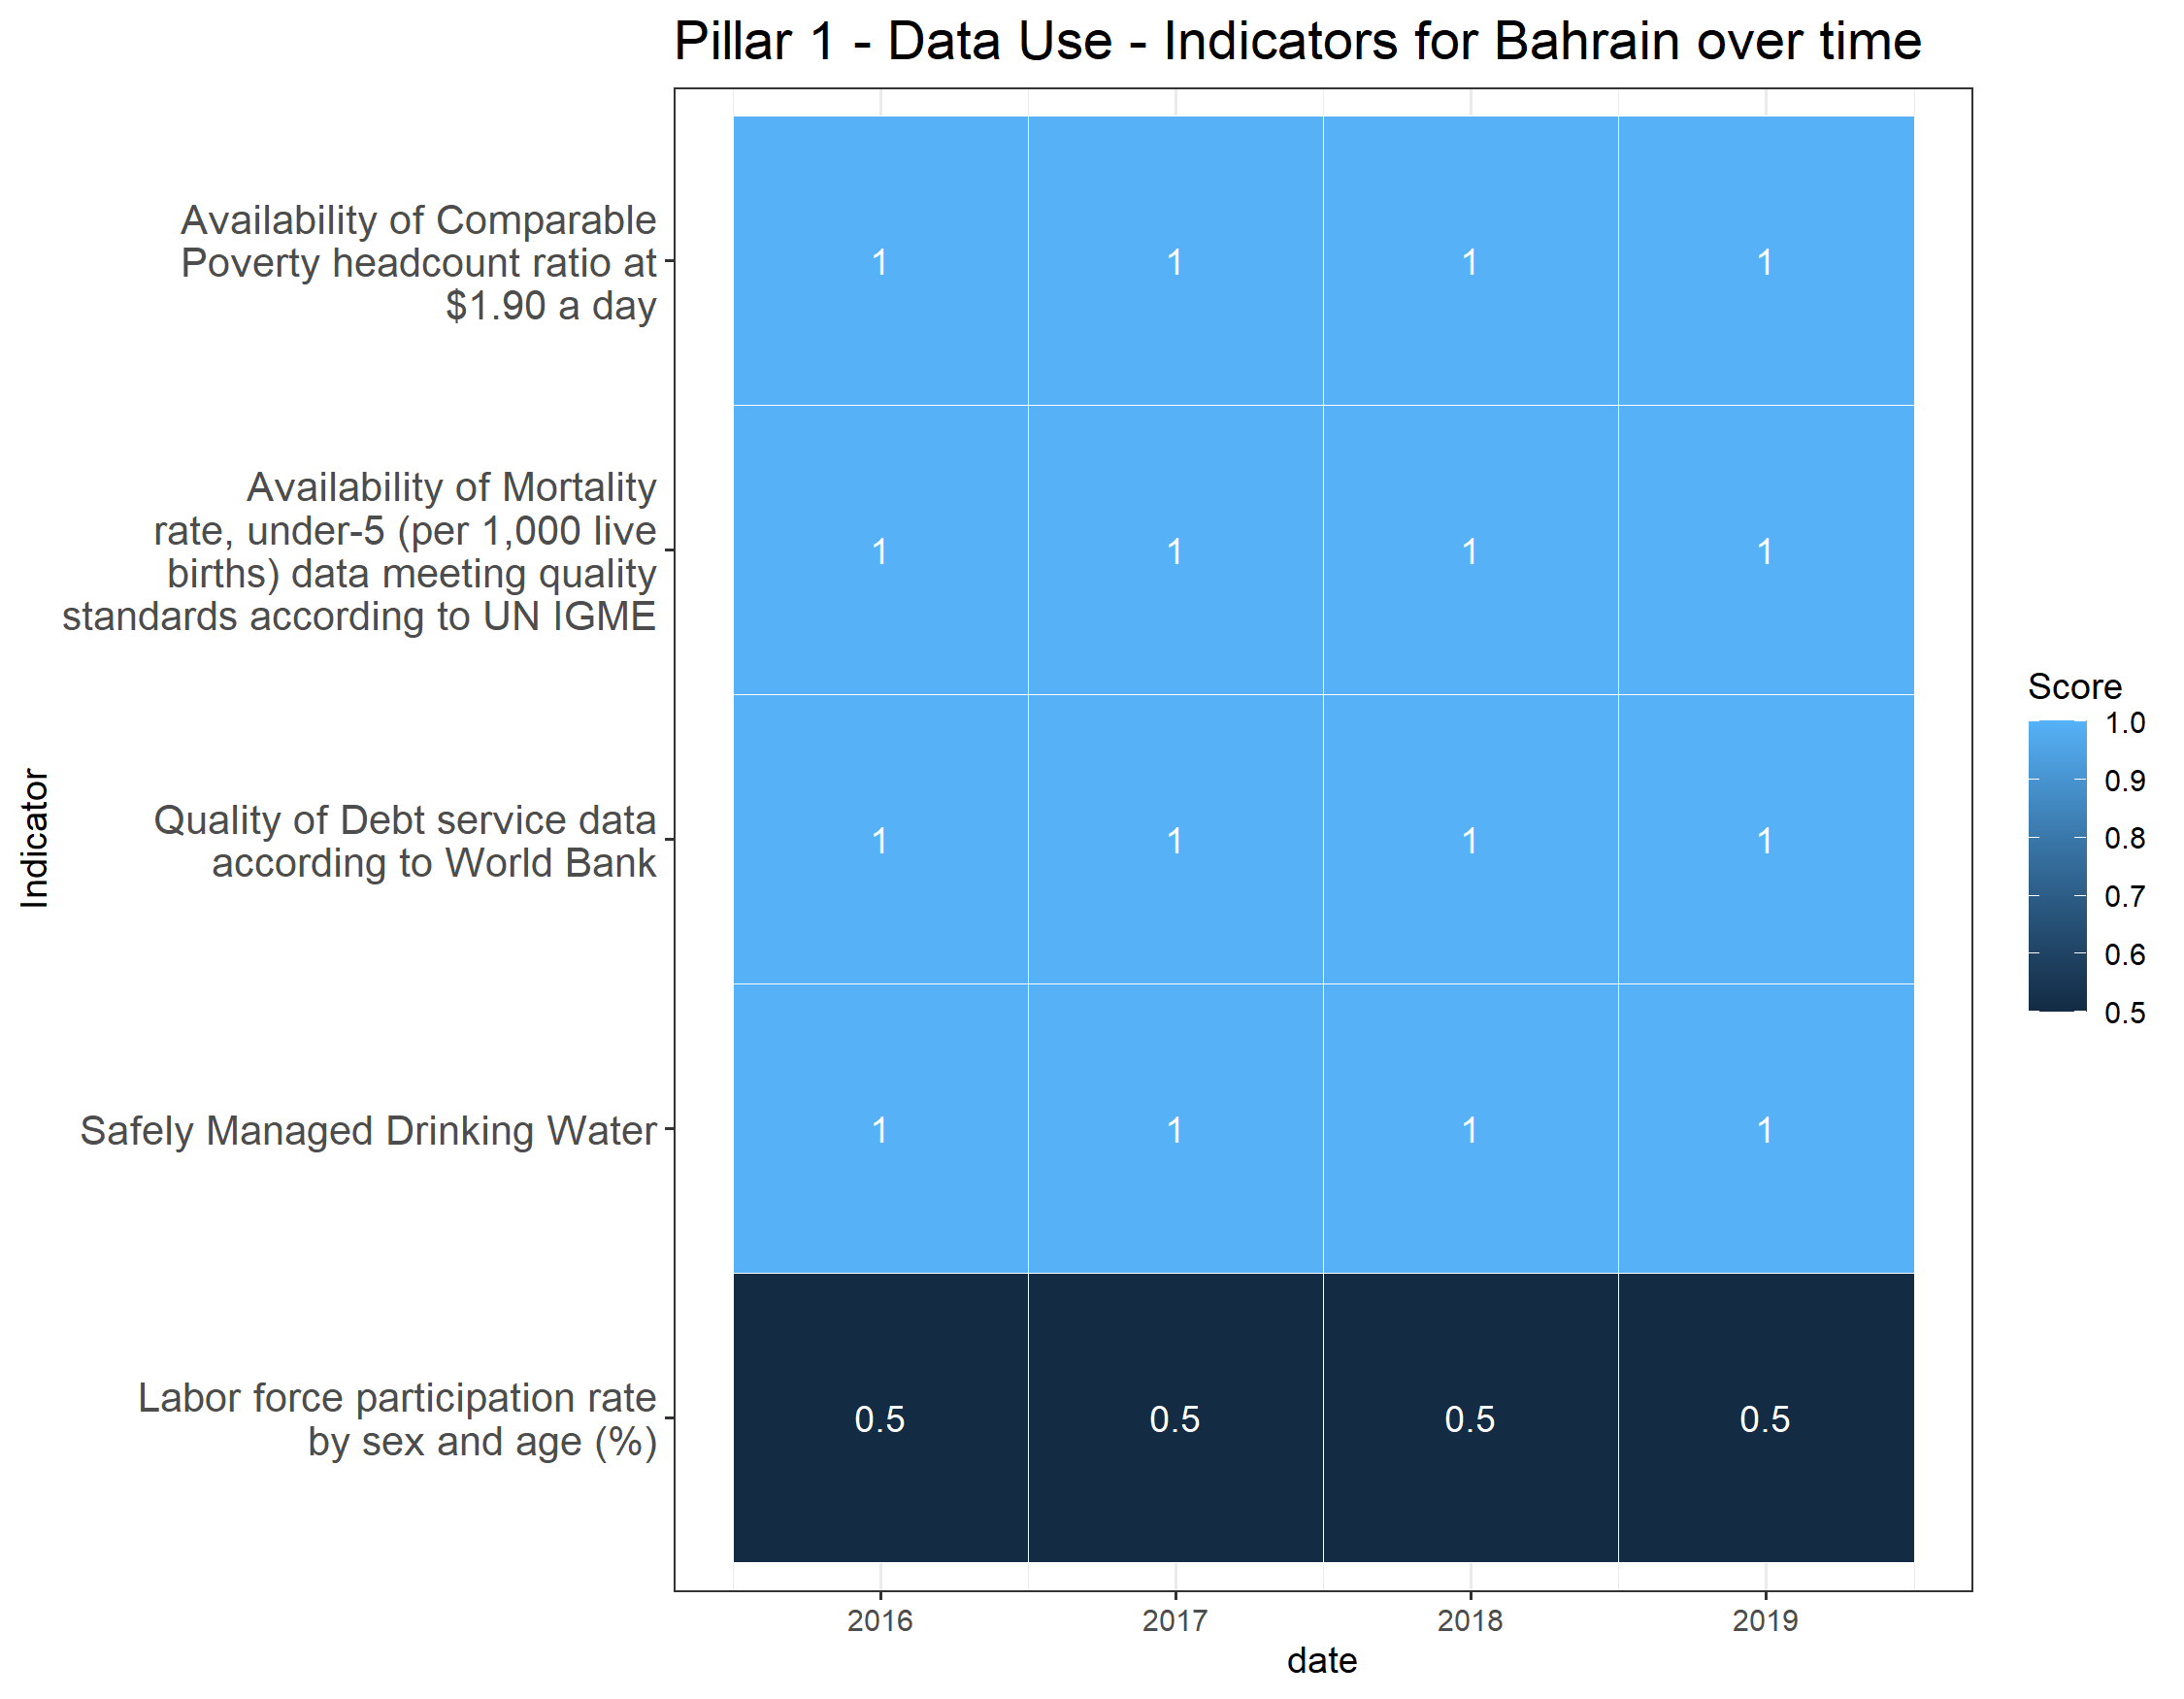 Pillar 1 - Data Use - Indicators for Bahrain over time
Indicator
Availability of Comparable
Poverty headcount ratio at
$1.90 a day
1 1 1 1
Availability of Mortality
rate, under-5 (per 1,000 live
births) data meeting quality
standards according to UN IGME
1 1 1 1
Quality of Debt service data
according to World Bank
1 1 1 1
Safely Managed Drinking Water
1 1 1 1
Labor force participation rate
by sex and age (%)
0.5 0.5 0.5 0.5
2016 2017 2018 2019
date
Score
1.0
0.9
0.8
0.7
0.6
0.5